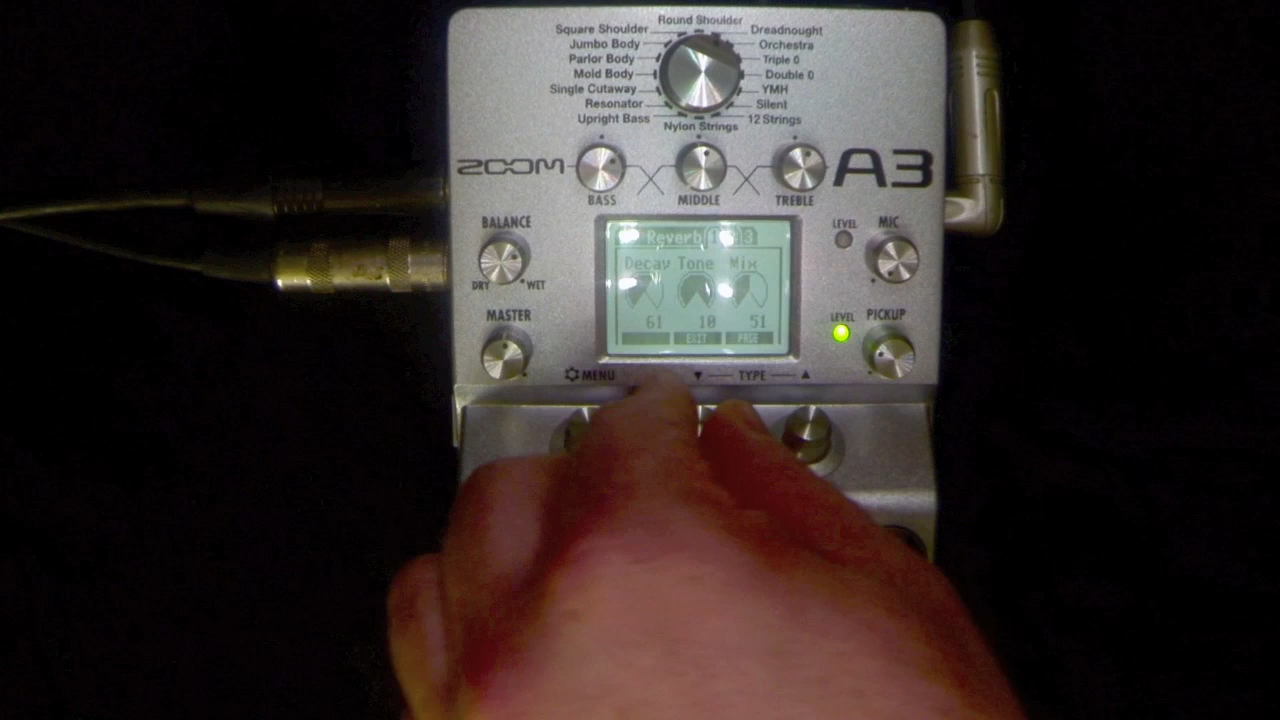 Round Shoulder
Square Shoulder Dreadnought
Jumbo Body Orchestra
Parlor Body Triple 0
Mold Body Double 0
Single Cutaway YMH
Resonator Silent
Upright Bass 12 Strings
Nylon Strings
ZOOM A3
BASS MIDDLE TREBLE
BALANCE LEVEL MIC
Reverb 1 3
Decay Tone Mix
DRY WET
MASTER LEVEL PICKUP
61 10 51
EDIT PAGE
MENU ▼ TYPE ▲